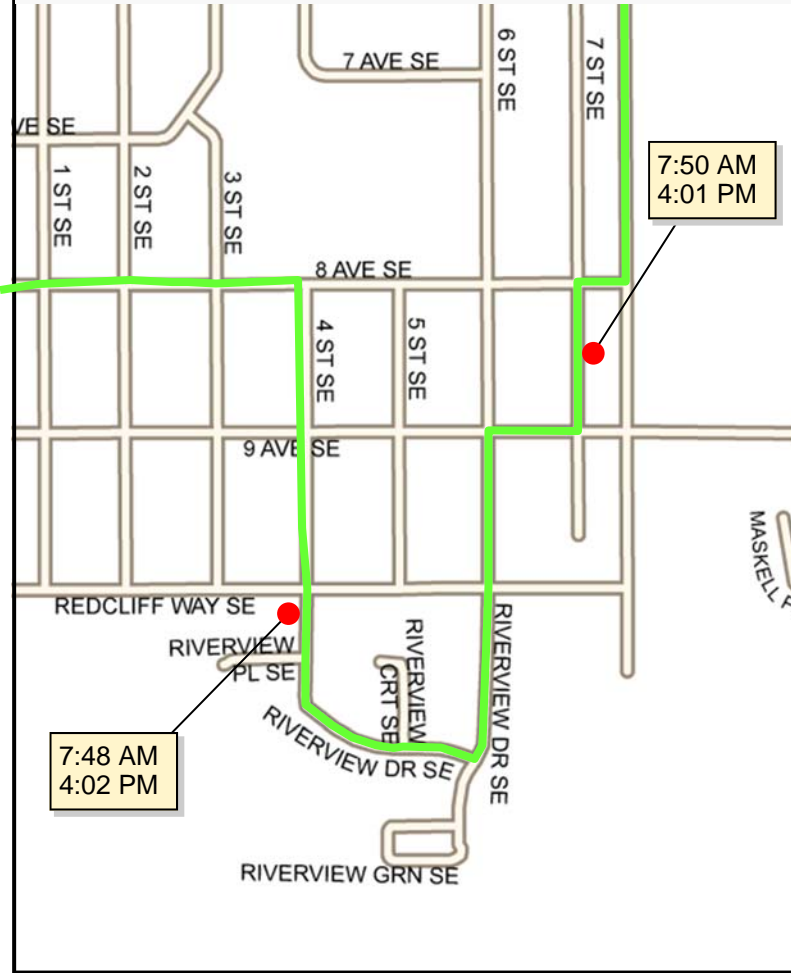 6 ST SE
7 AVE SE
7 ST SE
VE SE
7:50 AM
4:01 PM
1 ST SE
2 ST SE
3 ST SE
8 AVE SE
4 ST SE
5 ST SE
9 AVE SE
MASKELL
REDCLIFF WAY SE
RIVERVIEW
PL SE
RIVERVIEW
CRT SE
RIVERVIEW DR SE
RIVERVIEW DR SE
7:48 AM
4:02 PM
RIVERVIEW GRN SE